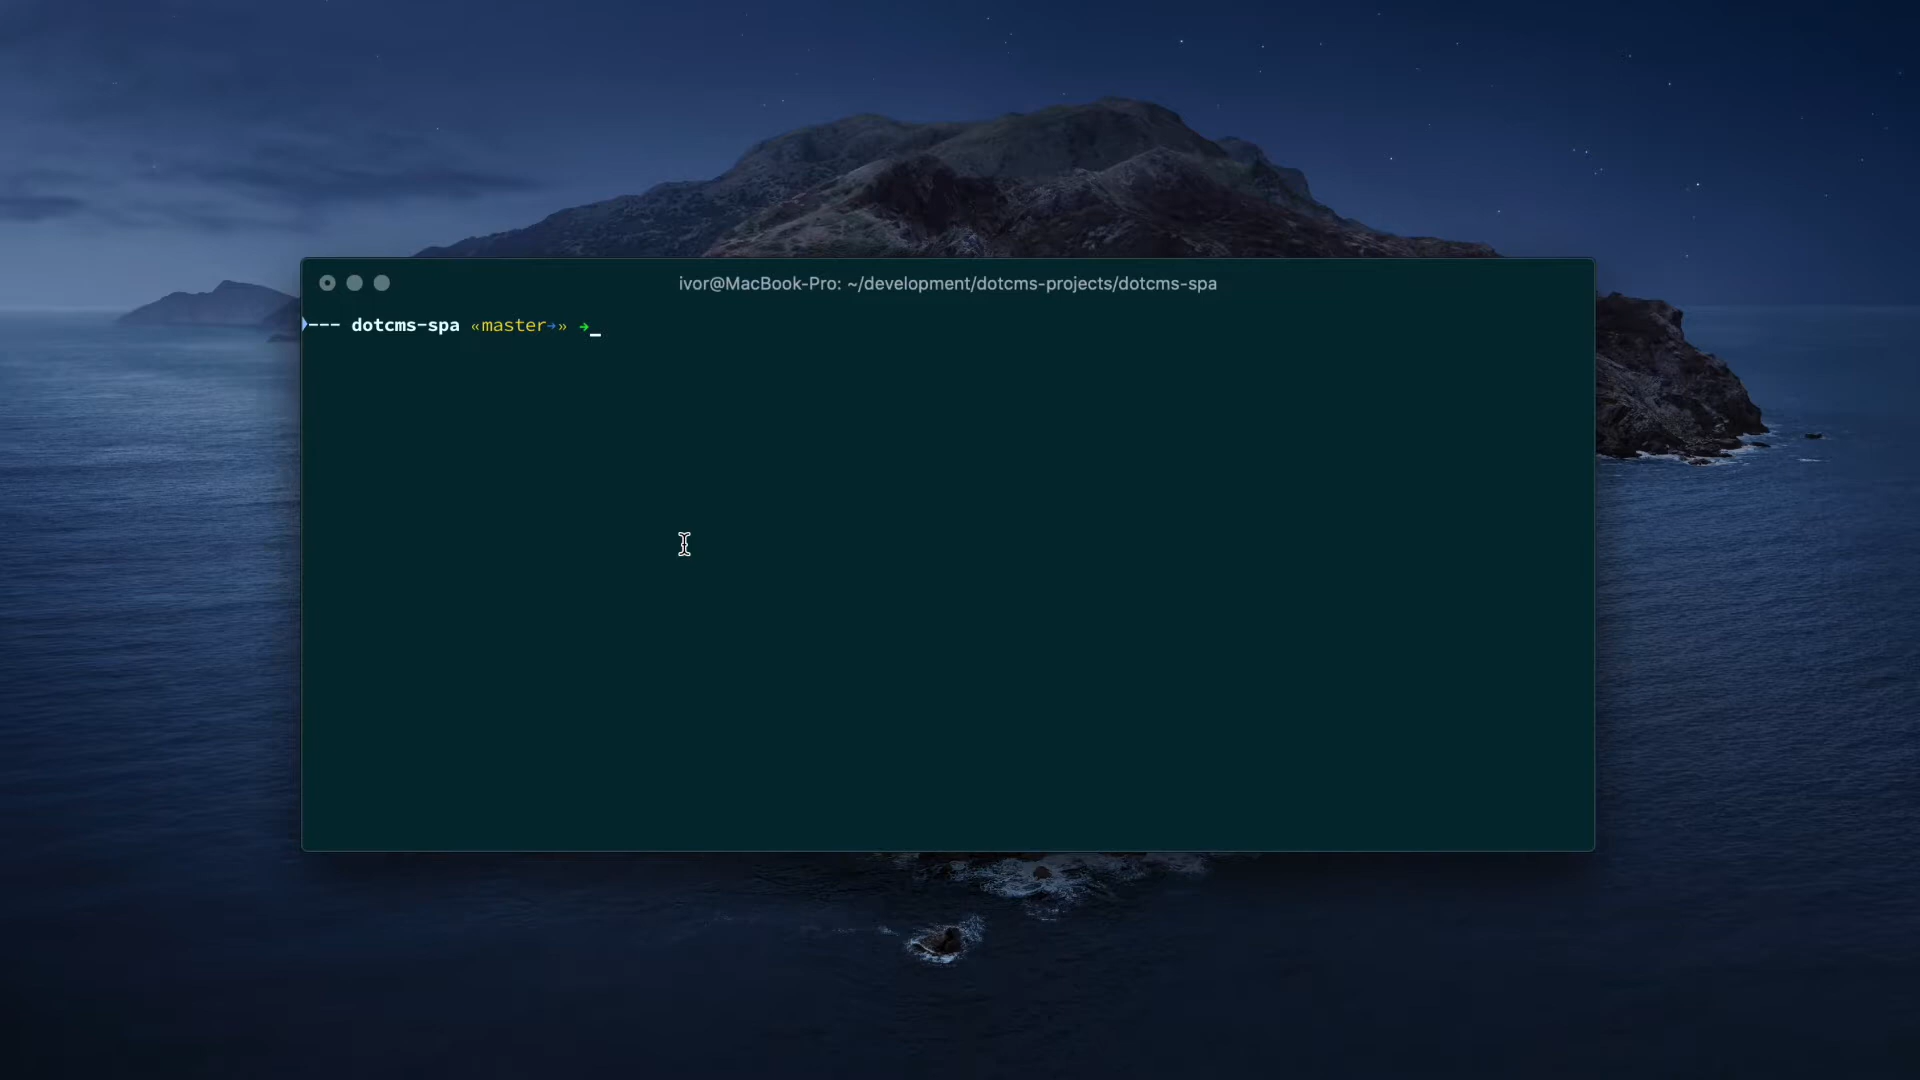 ivor@MacBook-Pro: ~/development/dotcms-projects/dotcms-spa
--- dotcms-spa «master→» →_